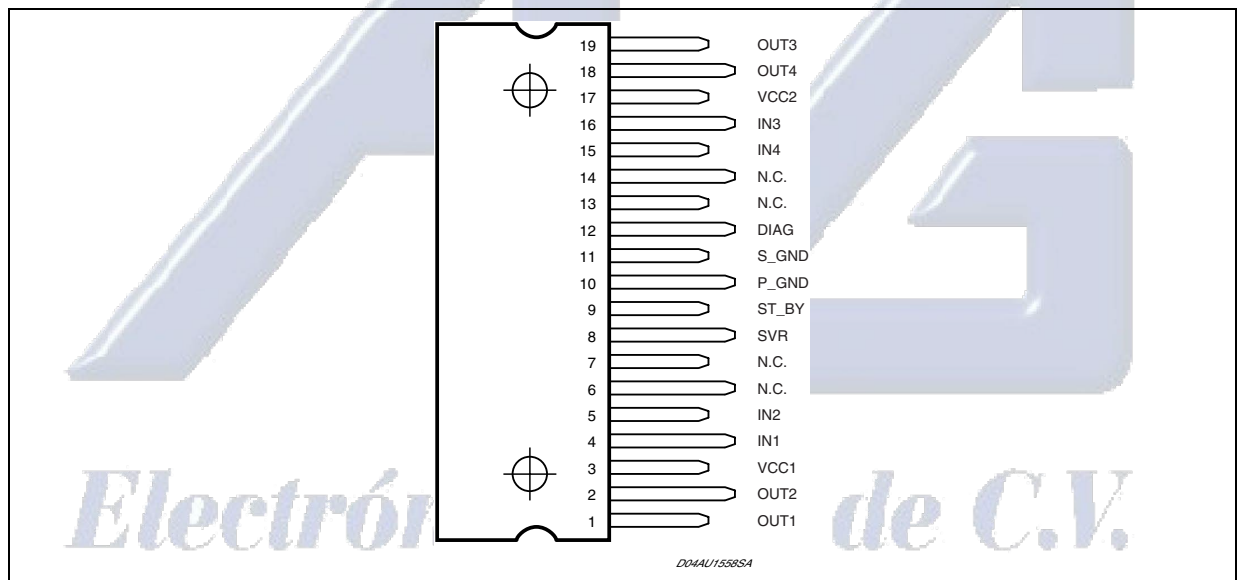 19 OUT3
18 OUT4
17 VCC2
16 IN3
15 IN4
14 N.C.
13 N.C.
12 DIAG
11 S_GND
10 P_GND
9 ST_BY
8 SVR
7 N.C.
6 N.C.
5 IN2
4 IN1
3 VCC1
2 OUT2
1 OUT1
Electrón de C.V.
D04AU1558SA